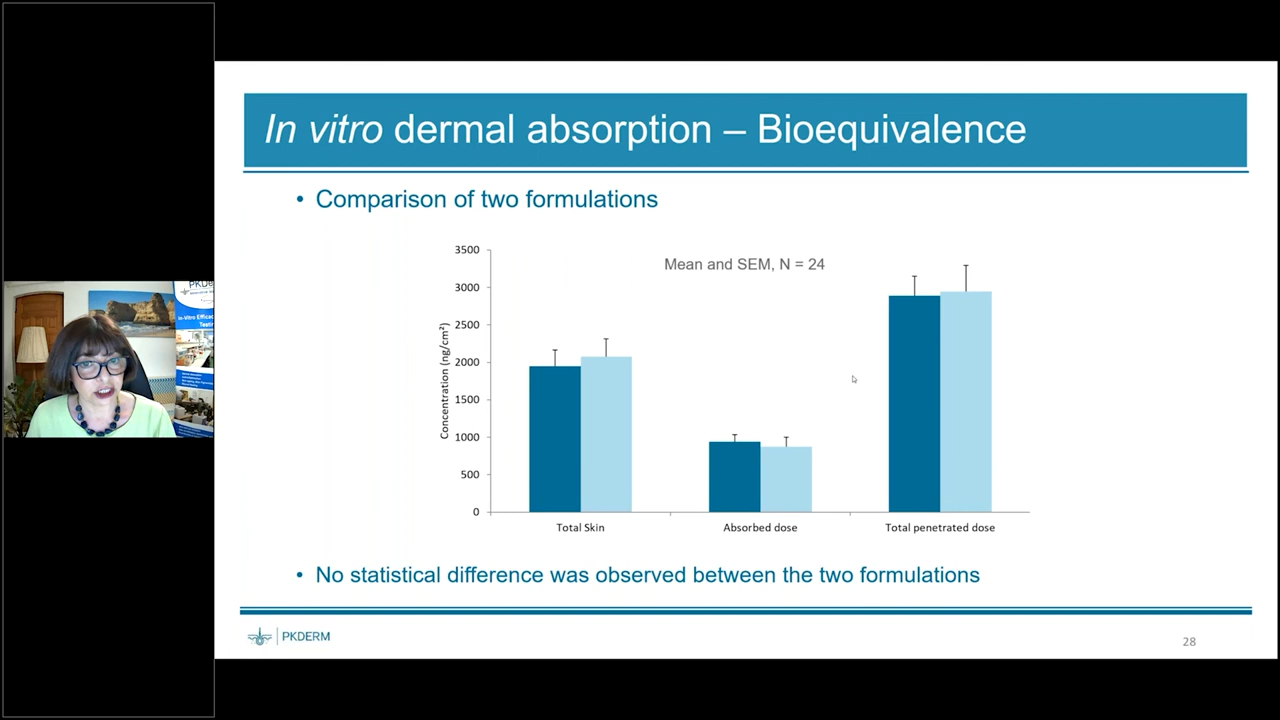 In vitro dermal absorption – Bioequivalence
• Comparison of two formulations
Mean and SEM, N = 24
Concentration (ng/cm²)
3500
3000
2500
2000
1500
1000
500
0
Total Skin
Absorbed dose
Total penetrated dose
• No statistical difference was observed between the two formulations
PKDERM
28
PKDE